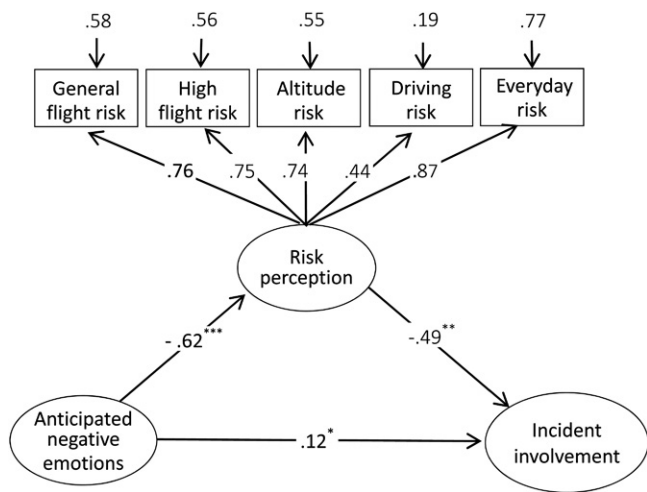 .58 .56 .55 .19 .77
General flight risk
High flight risk
Altitude risk
Driving risk
Everyday risk
.76 .75 .74 .44 .87
Risk
perception
- .62***
-.49**
Anticipated
negative
emotions
.12*
Incident
involvement